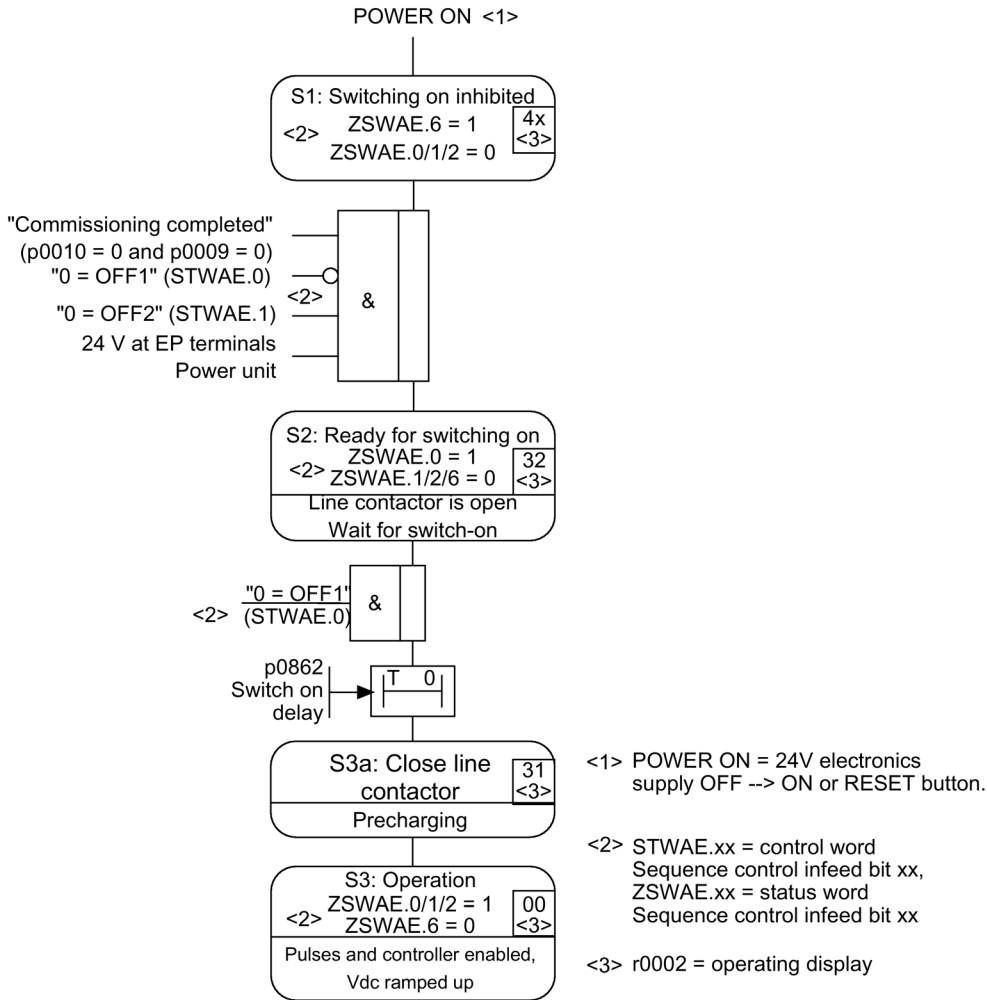 POWER ON <1>
S1: Switching on inhibited
<2>
ZSWAE.6 = 1
ZSWAE.0/1/2 = 0
4x
<3>
"Commissioning completed"
(p0010 = 0 and p0009 = 0)
"0 = OFF1" (STWAE.0)
<2>
"0 = OFF2" (STWAE.1)
24 V at EP terminals
Power unit
&
S2: Ready for switching on
<2>
ZSWAE.0 = 1
ZSWAE.1/2/6 = 0
32
<3>
Line contactor is open
Wait for switch-on
<2>
"0 = OFF1"
(STWAE.0)
&
p0862
Switch on
delay
T 0
S3a: Close line
contactor
31
<3>
Precharging
S3: Operation
<2>
ZSWAE.0/1/2 = 1
ZSWAE.6 = 0
00
<3>
Pulses and controller enabled,
Vdc ramped up
<1> POWER ON = 24V electronics
supply OFF --> ON or RESET button.
<2> STWAE.xx = control word
Sequence control infeed bit xx,
ZSWAE.xx = status word
Sequence control infeed bit xx
<3> r0002 = operating display